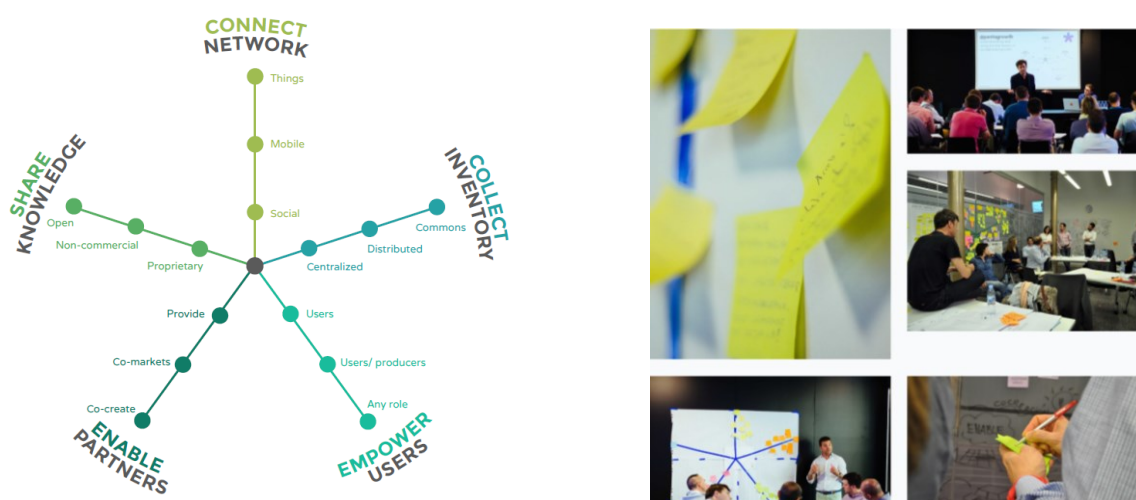 CONNECT
NETWORK
Things
Mobile
Social
COLLECT
INVENTORY
Commons
Distributed
Centralized
SHARE
KNOWLEDGE
Open
Non-commercial
Proprietary
Provide
Co-markets
Co-create
ENABLE
PARTNERS
Users
Users/ producers
Any role
EMPOWER
USERS
ENABLE